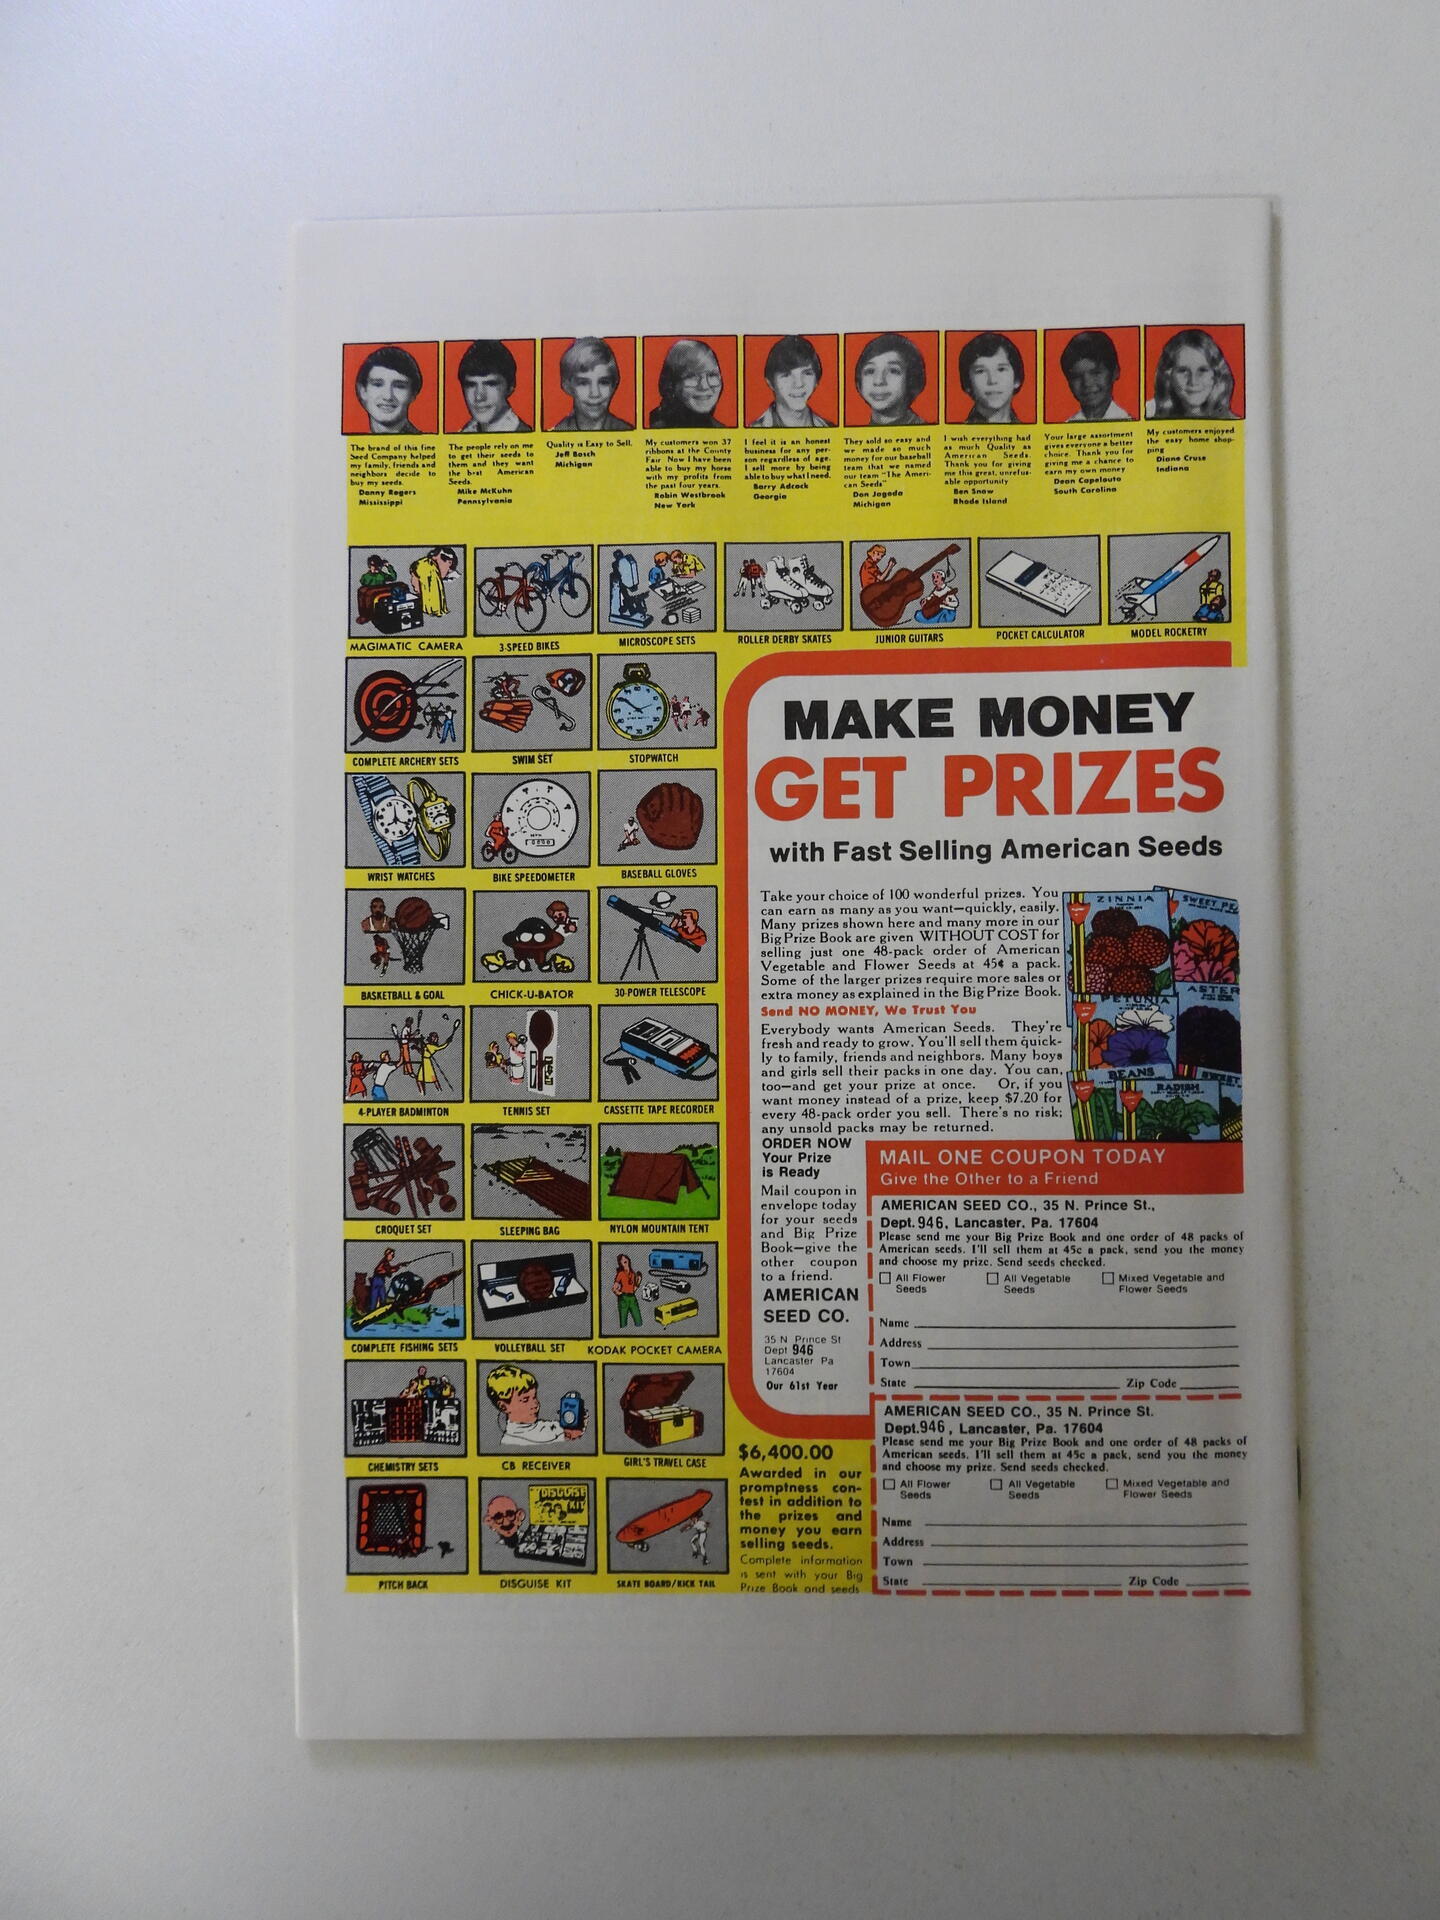 The brand of this fine
Seed Company helped
my family, friends and
neighbors decide to
buy my seeds.
Danny Rogers
Mississippi
The people rely on me
to get their seeds to
them and they want
the best American
Seeds.
Mike McKuhn
Pennsylvania
Quality is Easy to Sell.
Jeff Bosch
Michigan
My customers won 37
ribbons at the County
Fair Now I have been
able to buy my horse
with my profits from
the past four years.
Robin Westbrook
New York
I feel it is an honest
business for any per-
son regardless of age.
I sell more by being
able to buy what I need.
Barry Adcock
Georgia
They sold so easy and
we made so much
money for our baseball
team that we named
our team "The Ameri-
can Seeds"
Don Jagoda
Michigan
I wish everything had
as much Quality as
American Seeds.
Thank you for giving
me this great, unrefus-
able opportunity
Ben Snow
Rhode Island
Your large assortment
gives everyone a better
choice. Thank you for
giving me a chance to
earn my own money
Dean Capelouto
South Carolina
My customers enjoyed
the easy home shop-
ping
Diane Cruse
Indiana
MAGIMATIC CAMERA
3-SPEED BIKES
MICROSCOPE SETS
ROLLER DERBY SKATES
JUNIOR GUITARS
POCKET CALCULATOR
MODEL ROCKETRY
COMPLETE ARCHERY SETS
SWIM SET
STOPWATCH
WRIST WATCHES
BIKE SPEEDOMETER
BASEBALL GLOVES
BASKETBALL & GOAL
CHICK-U-BATOR
30-POWER TELESCOPE
4-PLAYER BADMINTON
TENNIS SET
CASSETTE TAPE RECORDER
CROQUET SET
SLEEPING BAG
NYLON MOUNTAIN TENT
COMPLETE FISHING SETS
VOLLEYBALL SET
KODAK POCKET CAMERA
CHEMISTRY SETS
CB RECEIVER
GIRL'S TRAVEL CASE
DISGUISE
KIT
PITCH BACK
DISGUISE KIT
SKATE BOARD/KICK TAIL
MAKE MONEY
GET PRIZES
with Fast Selling American Seeds
Take your choice of 100 wonderful prizes. You
can earn as many as you want—quickly, easily.
Many prizes shown here and many more in our
Big Prize Book are given WITHOUT COST for
selling just one 48-pack order of American
Vegetable and Flower Seeds at 45¢ a pack.
Some of the larger prizes require more sales or
extra money as explained in the Big Prize Book.
Send NO MONEY, We Trust You
Everybody wants American Seeds. They're
fresh and ready to grow. You'll sell them quick-
ly to family, friends and neighbors. Many boys
and girls sell their packs in one day. You can,
too—and get your prize at once. Or, if you
want money instead of a prize, keep $7.20 for
every 48-pack order you sell. There's no risk;
any unsold packs may be returned.
ZINNIA
SWEET PE
PETUNIA
ASTER
BEANS
RADISH
SWEET
ORDER NOW
Your Prize
is Ready
Mail coupon in
envelope today
for your seeds
and Big Prize
Book—give the
other coupon
to a friend.
AMERICAN
SEED CO.
35 N Prince St
Dept 946
Lancaster Pa
17604
Our 61st Year
MAIL ONE COUPON TODAY
Give the Other to a Friend
AMERICAN SEED CO., 35 N. Prince St.,
Dept. 946, Lancaster, Pa. 17604
Please send me your Big Prize Book and one order of 48 packs of
American seeds. I'll sell them at 45c a pack, send you the money
and choose my prize. Send seeds checked.
All Flower
Seeds
All Vegetable
Seeds
Mixed Vegetable and
Flower Seeds
Name
Address
Town
State Zip Code
AMERICAN SEED CO., 35 N. Prince St.
Dept. 946, Lancaster, Pa. 17604
Please send me your Big Prize Book and one order of 48 packs of
American seeds. I'll sell them at 45c a pack, send you the money
and choose my prize. Send seeds checked.
All Flower
Seeds
All Vegetable
Seeds
Mixed Vegetable and
Flower Seeds
Name
Address
Town
State Zip Code
$6,400.00
Awarded in our
promptness con-
test in addition to
the prizes and
money you earn
selling seeds.
Complete information
is sent with your Big
Prize Book and seeds